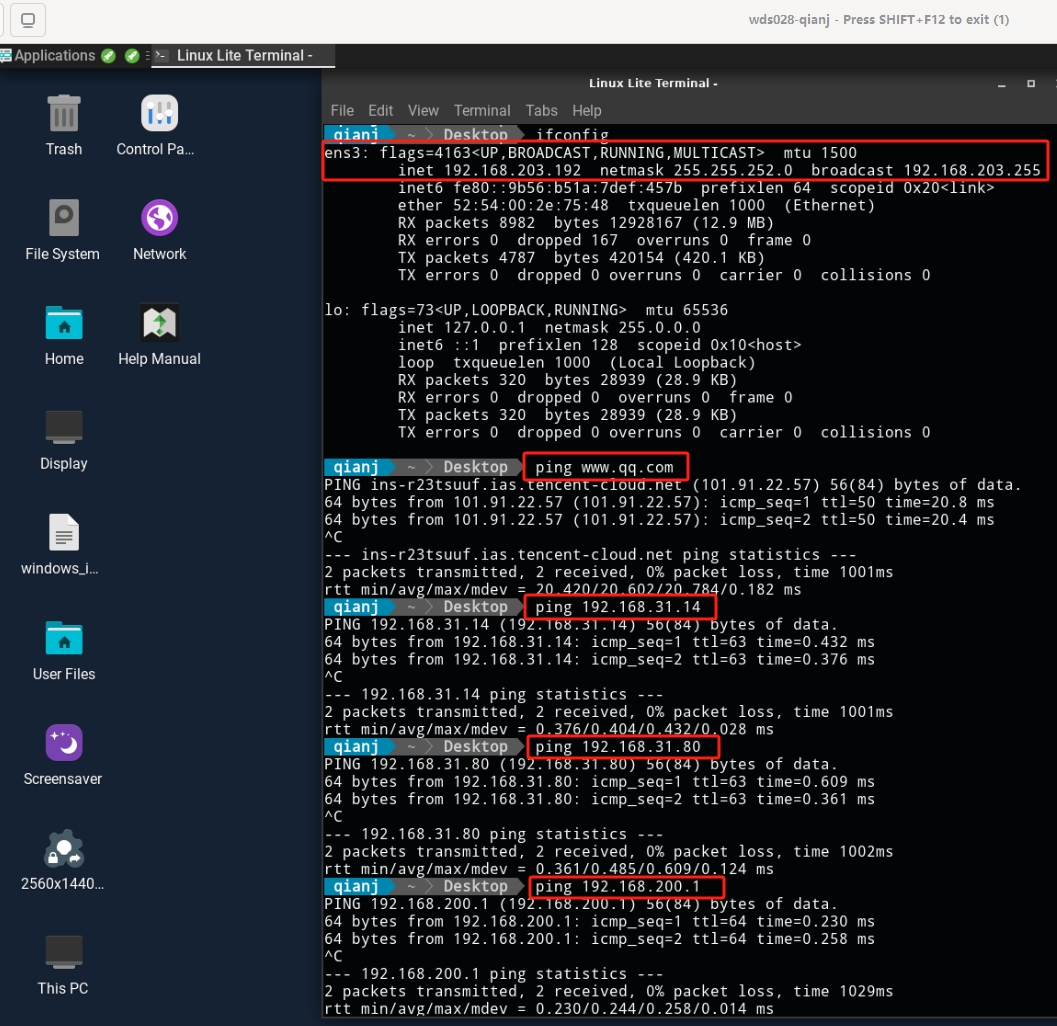 wds028-qianj - Press SHIFT+F12 to exit (1)
Applications
Linux Lite Terminal -
Linux Lite Terminal -
File Edit View Terminal Tabs Help
Trash
Control Pa...
File System
Network
Home
Help Manual
Display
windows_i...
User Files
Screensaver
2560x1440...
This PC
qianj ~ Desktop ifconfig
ens3: flags=4163<UP,BROADCAST,RUNNING,MULTICAST> mtu 1500
inet 192.168.203.192 netmask 255.255.252.0 broadcast 192.168.203.255
inet6 fe80::9b56:b51a:7def:457b prefixlen 64 scopeid 0x20<link>
ether 52:54:00:2e:75:48 txqueuelen 1000 (Ethernet)
RX packets 8982 bytes 12928167 (12.9 MB)
RX errors 0 dropped 167 overruns 0 frame 0
TX packets 4787 bytes 420154 (420.1 KB)
TX errors 0 dropped 0 overruns 0 carrier 0 collisions 0
lo: flags=73<UP,LOOPBACK,RUNNING> mtu 65536
inet 127.0.0.1 netmask 255.0.0.0
inet6 ::1 prefixlen 128 scopeid 0x10<host>
loop txqueuelen 1000 (Local Loopback)
RX packets 320 bytes 28939 (28.9 KB)
RX errors 0 dropped 0 overruns 0 frame 0
TX packets 320 bytes 28939 (28.9 KB)
TX errors 0 dropped 0 overruns 0 carrier 0 collisions 0
qianj ~ Desktop ping www.qq.com
PING ins-r23tsuuf.ias.tencent-cloud.net (101.91.22.57) 56(84) bytes of data.
64 bytes from 101.91.22.57 (101.91.22.57): icmp_seq=1 ttl=50 time=20.8 ms
64 bytes from 101.91.22.57 (101.91.22.57): icmp_seq=2 ttl=50 time=20.4 ms
^C
--- ins-r23tsuuf.ias.tencent-cloud.net ping statistics ---
2 packets transmitted, 2 received, 0% packet loss, time 1001ms
rtt min/avg/max/mdev = 20.420/20.602/20.784/0.182 ms
qianj ~ Desktop ping 192.168.31.14
PING 192.168.31.14 (192.168.31.14) 56(84) bytes of data.
64 bytes from 192.168.31.14: icmp_seq=1 ttl=63 time=0.432 ms
64 bytes from 192.168.31.14: icmp_seq=2 ttl=63 time=0.376 ms
^C
--- 192.168.31.14 ping statistics ---
2 packets transmitted, 2 received, 0% packet loss, time 1001ms
rtt min/avg/max/mdev = 0.376/0.404/0.432/0.028 ms
qianj ~ Desktop ping 192.168.31.80
PING 192.168.31.80 (192.168.31.80) 56(84) bytes of data.
64 bytes from 192.168.31.80: icmp_seq=1 ttl=63 time=0.609 ms
64 bytes from 192.168.31.80: icmp_seq=2 ttl=63 time=0.361 ms
^C
--- 192.168.31.80 ping statistics ---
2 packets transmitted, 2 received, 0% packet loss, time 1002ms
rtt min/avg/max/mdev = 0.361/0.485/0.609/0.124 ms
qianj ~ Desktop ping 192.168.200.1
PING 192.168.200.1 (192.168.200.1) 56(84) bytes of data.
64 bytes from 192.168.200.1: icmp_seq=1 ttl=64 time=0.230 ms
64 bytes from 192.168.200.1: icmp_seq=2 ttl=64 time=0.258 ms
^C
--- 192.168.200.1 ping statistics ---
2 packets transmitted, 2 received, 0% packet loss, time 1029ms
rtt min/avg/max/mdev = 0.230/0.244/0.258/0.014 ms